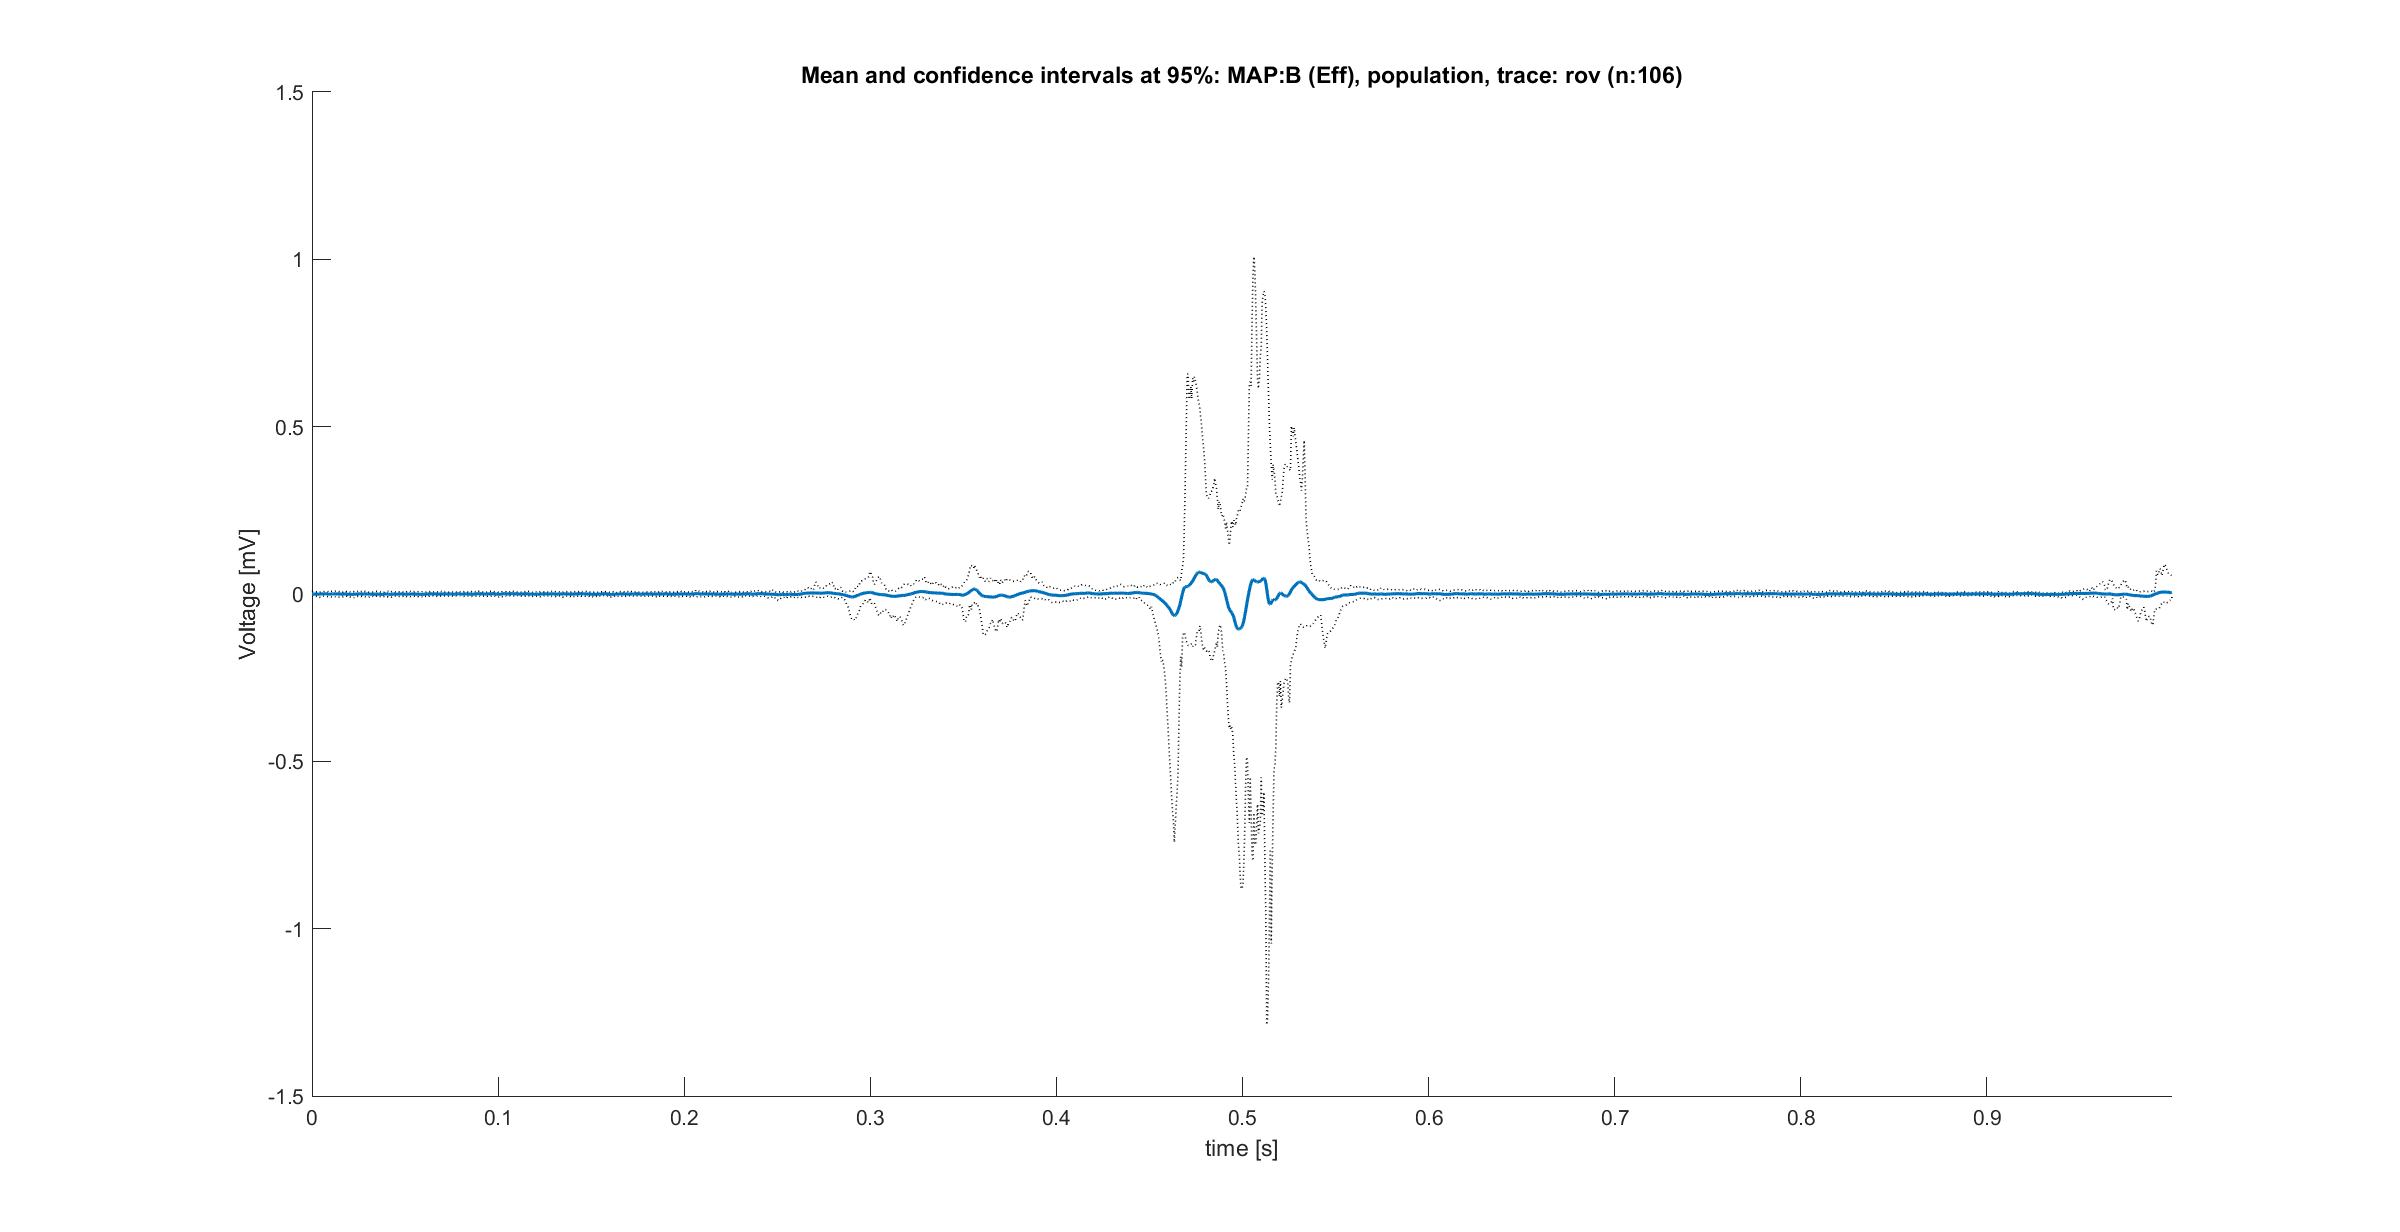 Mean and confidence intervals at 95%: MAP:B (Eff), population, trace: rov (n:106)
1.5
1
0.5
0
-0.5
-1
-1.5
Voltage [mV]
0 0.1 0.2 0.3 0.4 0.5 0.6 0.7 0.8 0.9
time [s]